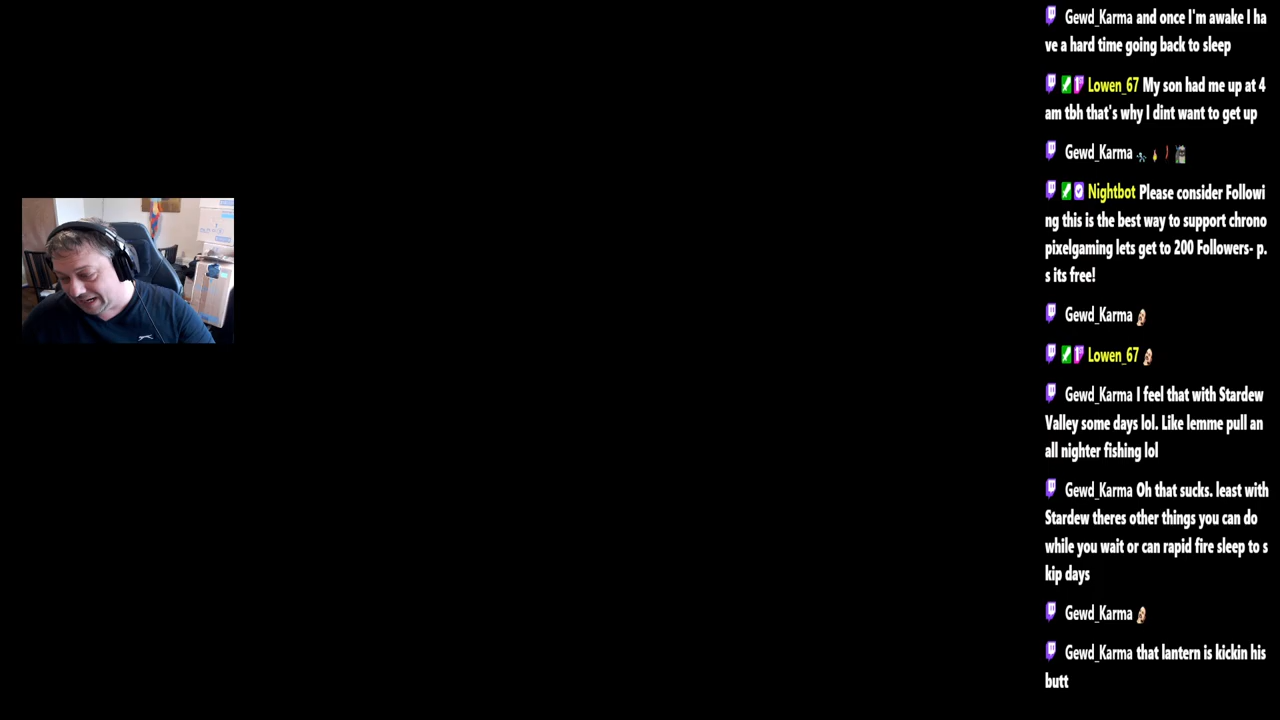 Gewd_Karma and once I'm awake I ha
ve a hard time going back to sleep
Lowen_67 My son had me up at 4
am tbh that's why I dint want to get up
Gewd_Karma
Nightbot Please consider Followi
ng this is the best way to support chrono
pixelgaming lets get to 200 Followers- p.
s its free!
Gewd_Karma
Lowen_67
Gewd_Karma I feel that with Stardew
Valley some days lol. Like lemme pull an
all nighter fishing lol
Gewd_Karma Oh that sucks. least with
Stardew theres other things you can do
while you wait or can rapid fire sleep to s
kip days
Gewd_Karma
Gewd_Karma that lantern is kickin his
butt